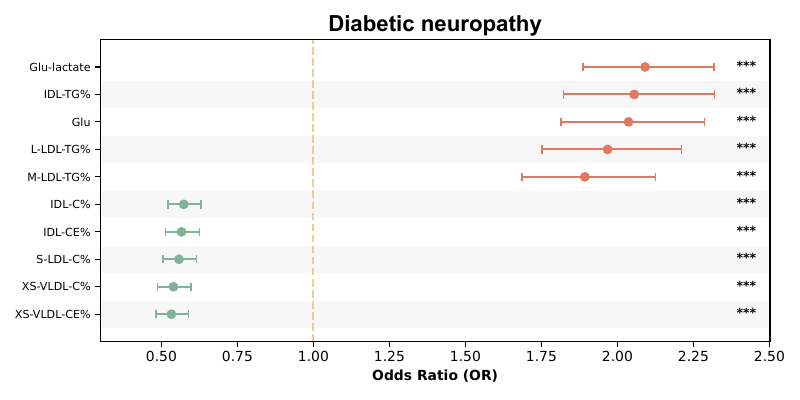 Diabetic neuropathy
Glu-lactate ***
IDL-TG% ***
Glu ***
L-LDL-TG% ***
M-LDL-TG% ***
IDL-C% ***
IDL-CE% ***
S-LDL-C% ***
XS-VLDL-C% ***
XS-VLDL-CE% ***
0.50 0.75 1.00 1.25 1.50 1.75 2.00 2.25 2.50
Odds Ratio (OR)